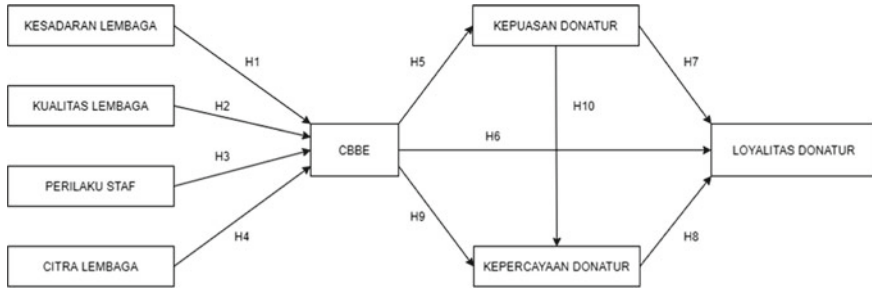 KESADARAN LEMBAGA
KEPUASAN DONATUR
H1
H5
H7
KUALITAS LEMBAGA
H2
H10
CBBE
H6
LOYALITAS DONATUR
H3
PERILAKU STAF
H9
H4
H8
CITRA LEMBAGA
KEPERCAYAAN DONATUR